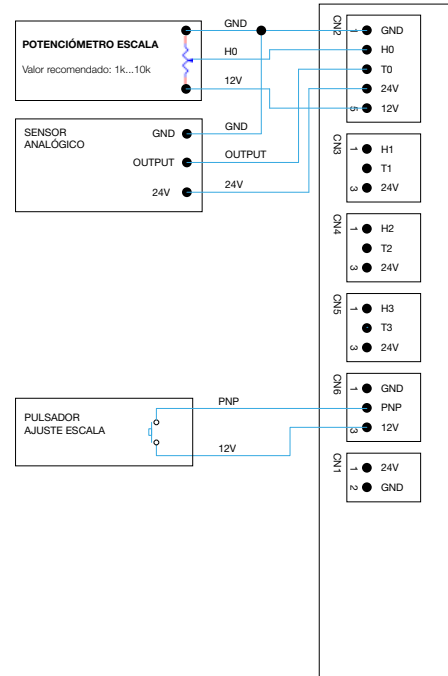 POTENCIÓMETRO ESCALA
Valor recomendado: 1k...10k
GND
H0
12V
SENSOR
ANALÓGICO
GND
OUTPUT
24V
GND
OUTPUT
24V
CN2
1
5
GND
H0
T0
24V
12V
CN3
1
3
H1
T1
24V
CN4
1
3
H2
T2
24V
CN5
1
3
H3
T3
24V
PULSADOR
AJUSTE ESCALA
PNP
12V
CN6
1
3
GND
PNP
12V
CN1
1
2
24V
GND